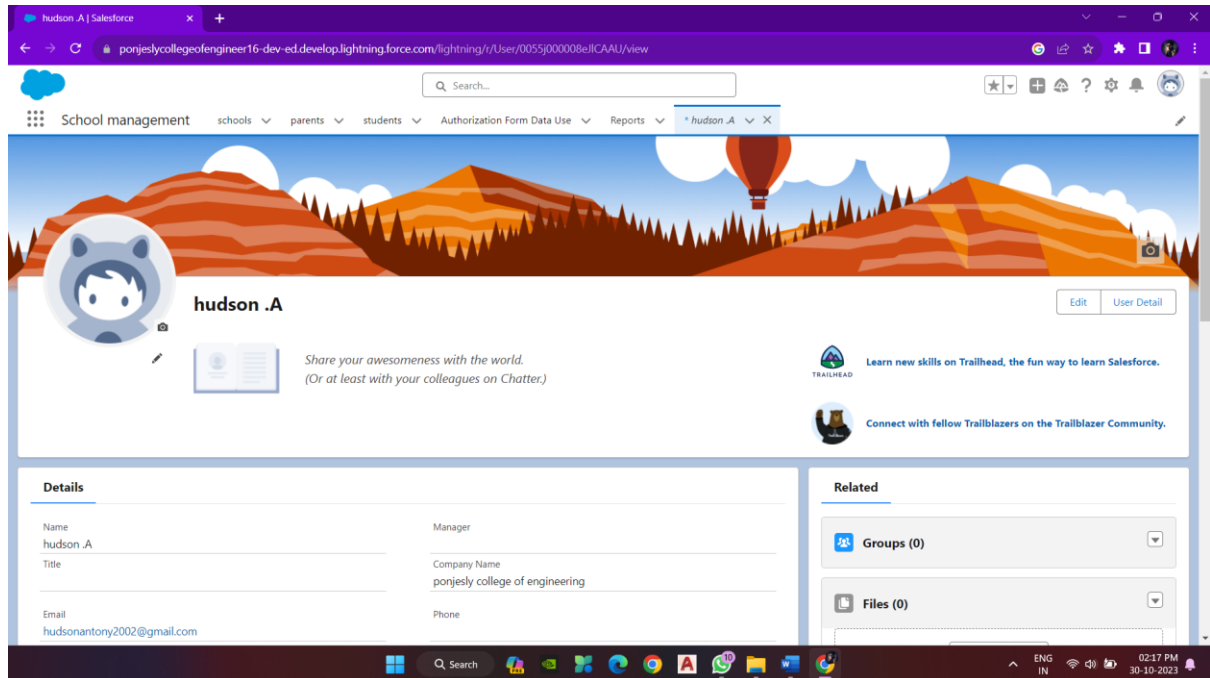 hudson .A | Salesforce
ponjeslycollegeofengineer16-dev-ed.develop.lightning.force.com/lightning/r/User/0055j000008eJlCAAU/view
Search...
School management schools parents students Authorization Form Data Use Reports * hudson .A
hudson .A
Edit User Detail
Share your awesomeness with the world.
(Or at least with your colleagues on Chatter.)
TRAILHEAD
Learn new skills on Trailhead, the fun way to learn Salesforce.
Connect with fellow Trailblazers on the Trailblazer Community.
Details
Name
hudson .A
Manager
Title
Company Name
ponjesly college of engineering
Email
hudsonantony2002@gmail.com
Phone
Related
Groups (0)
Files (0)
Search
10
ENG
IN
02:17 PM
30-10-2023